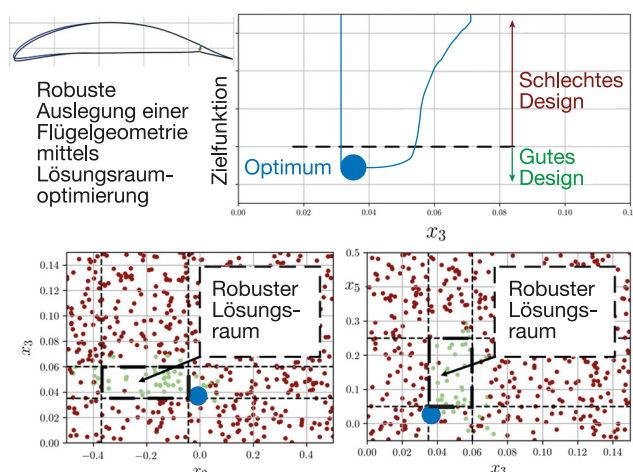 Robuste
Auslegung einer
Flügelgeometrie
mittels
Lösungsraum-
optimierung
Zielfunktion
Schlechtes
Design
Optimum
Gutes
Design
0.00 0.02 0.04 0.06 0.08 0.10 0.1
x3
0.14
0.12
0.10
0.08
0.06
0.04
0.02
0.00
x3
Robuster
Lösungs-
raum
−0.4 −0.2 0.0 0.2 0.4
0.5
0.4
0.3
0.2
0.1
0.0
Robuster
Lösungs-
raum
0.00 0.02 0.04 0.06 0.08 0.10 0.12 0.14
x3